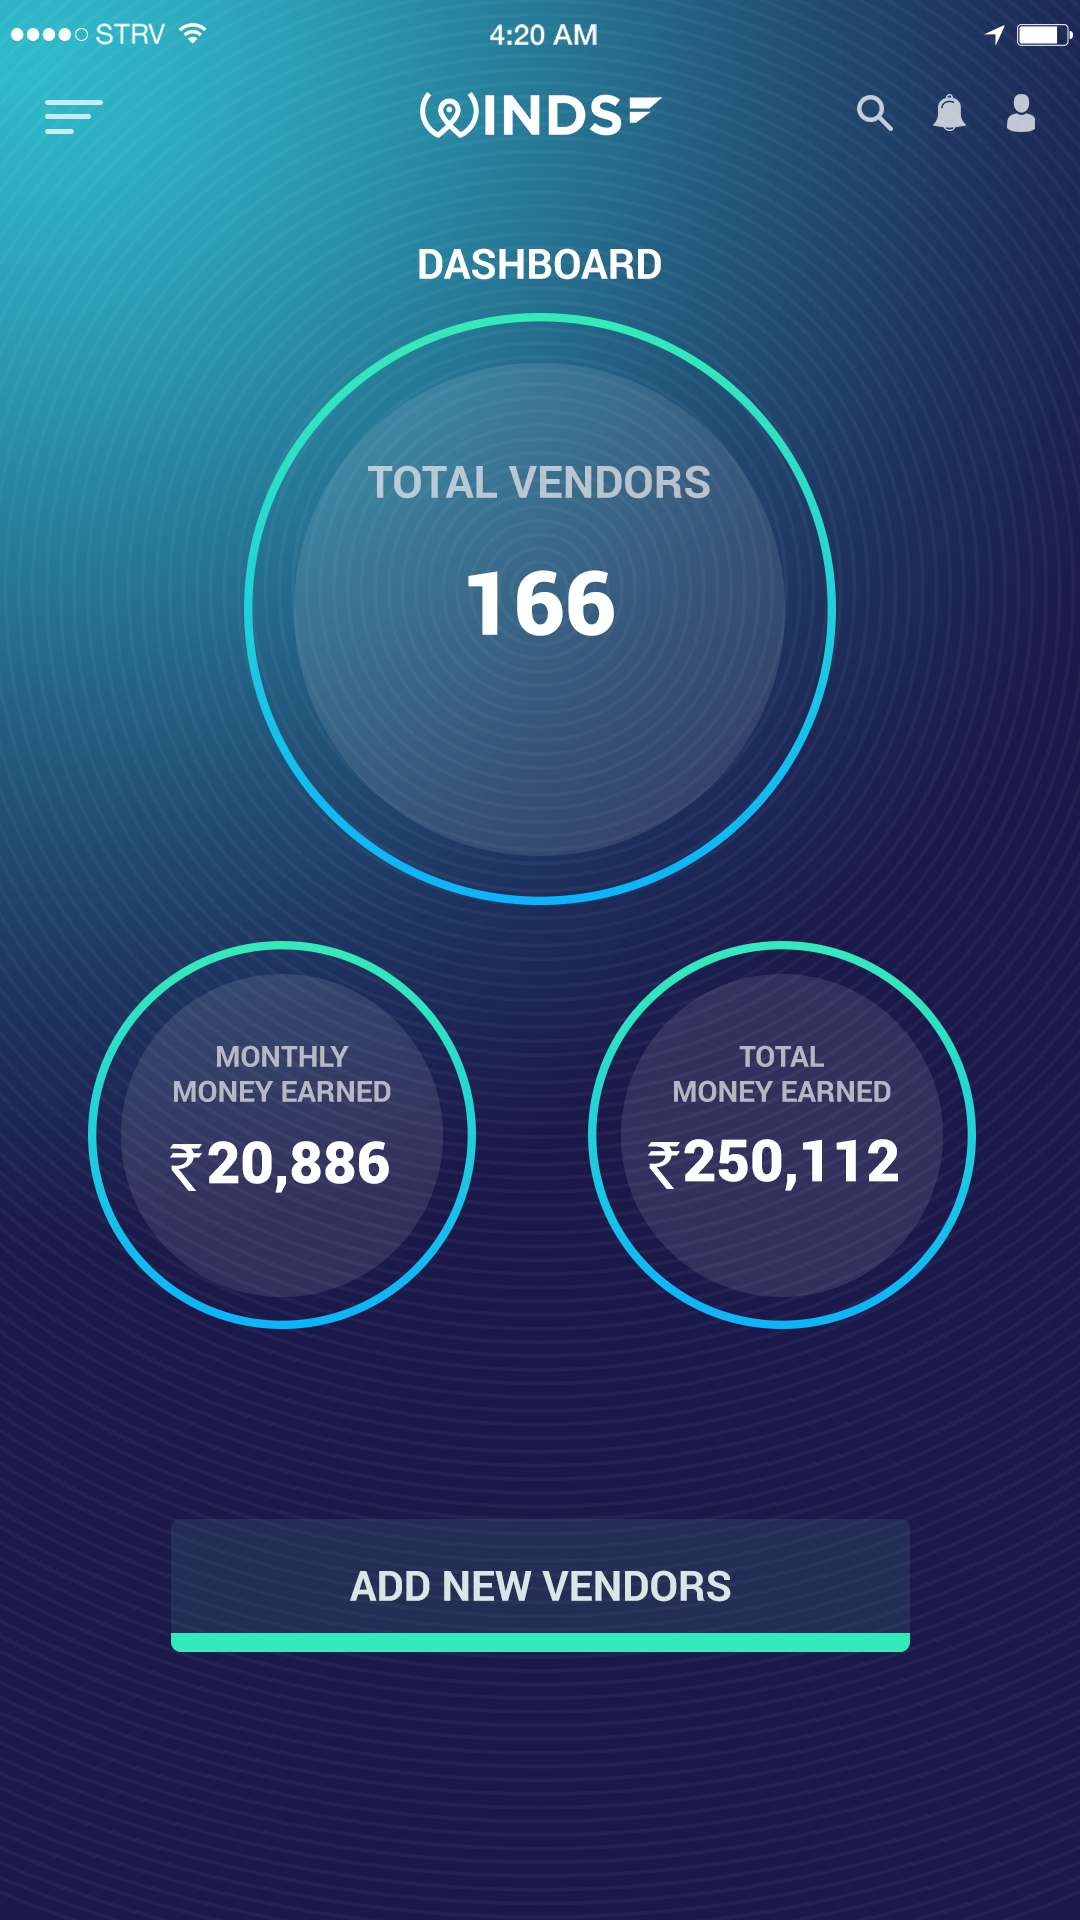 STRV 4:20 AM
WINDS
DASHBOARD
TOTAL VENDORS
166
MONTHLY
MONEY EARNED
₹20,886
TOTAL
MONEY EARNED
₹250,112
ADD NEW VENDORS